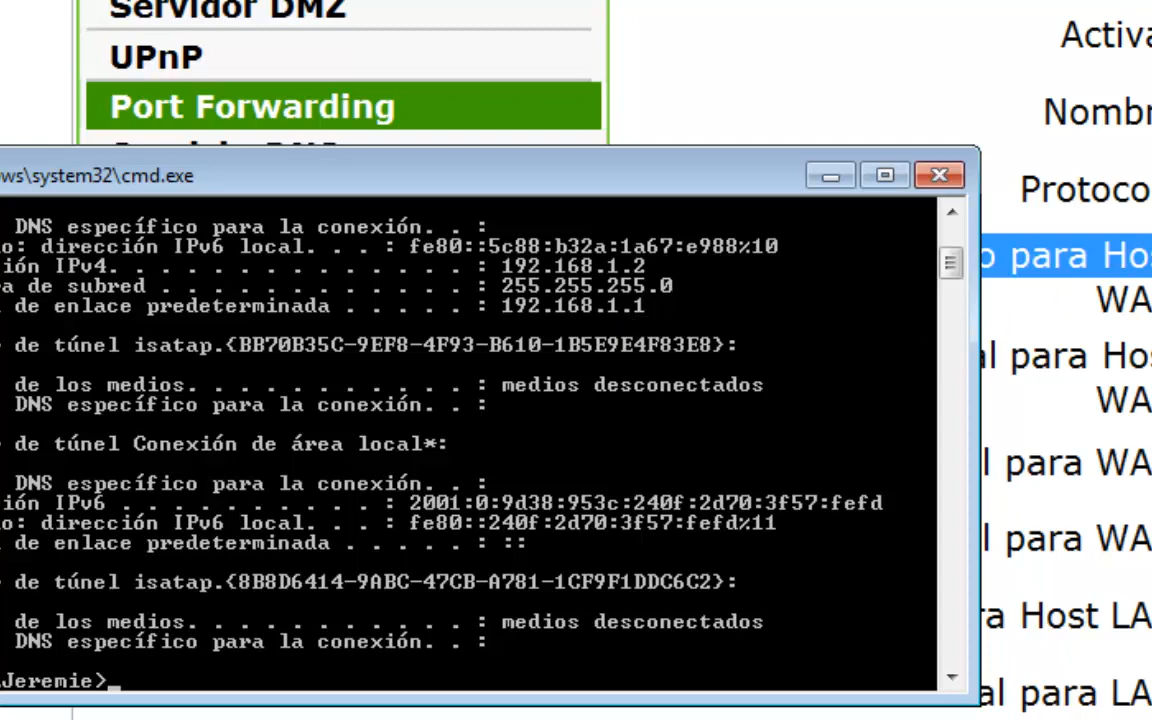 Servidor DMZ
UPnP
Port Forwarding
Activa
Nombr
Protoco
o para Hos
WA
al para Hos
WA
l para WA
l para WA
ra Host LA
al para LA
ws\system32\cmd.exe
DNS específico para la conexión. . :
o: dirección IPv6 local. . . : fe80::5c88:b32a:1a67:e988%10
ión IPv4. . . . . . . . . . . . . . : 192.168.1.2
a de subred . . . . . . . . . . . . : 255.255.255.0
de enlace predeterminada . . . . . : 192.168.1.1
de túnel isatap.{BB70B35C-9EF8-4F93-B610-1B5E9E4F83E8}:
de los medios. . . . . . . . . . . : medios desconectados
DNS específico para la conexión. . :
de túnel Conexión de área local*:
DNS específico para la conexión. . :
ión IPv6 . . . . . . . . . . : 2001:0:9d38:953c:240f:2d70:3f57:fefd
o: dirección IPv6 local. . . : fe80::240f:2d70:3f57:fefd%11
de enlace predeterminada . . . . . : ::
de túnel isatap.{8B8D6414-9ABC-47CB-A781-1CF9F1DDC6C2}:
de los medios. . . . . . . . . . . : medios desconectados
DNS específico para la conexión. . :
Jeremie>_